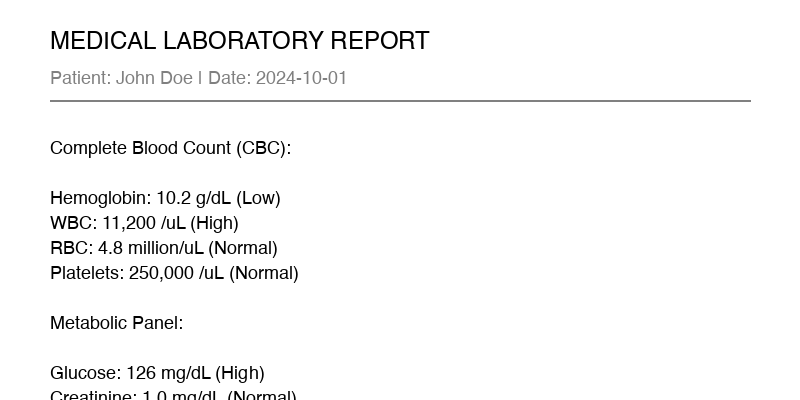 MEDICAL LABORATORY REPORT
Patient: John Doe | Date: 2024-10-01
Complete Blood Count (CBC):
Hemoglobin: 10.2 g/dL (Low)
WBC: 11,200 /uL (High)
RBC: 4.8 million/uL (Normal)
Platelets: 250,000 /uL (Normal)
Metabolic Panel:
Glucose: 126 mg/dL (High)
Creatinine: 1.0 mg/dL (Normal)